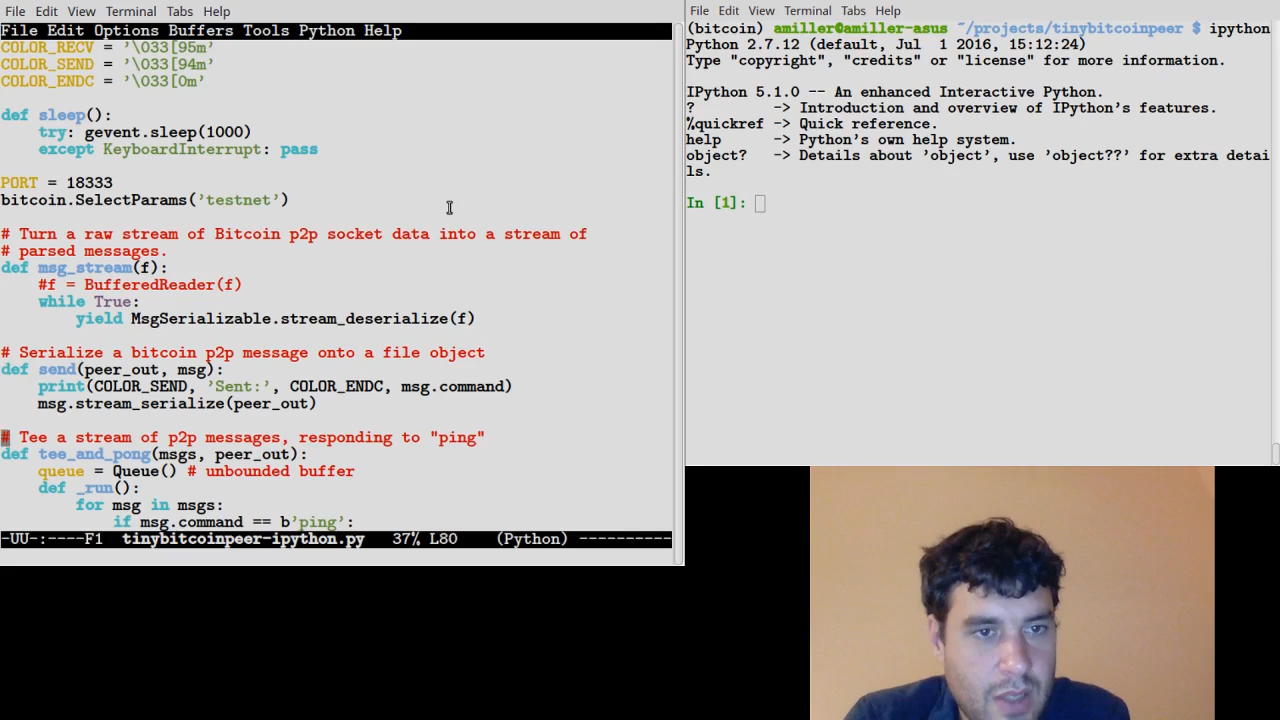 File Edit View Terminal Tabs Help
File Edit Options Buffers Tools Python Help
COLOR_RECV = '\033[95m'
COLOR_SEND = '\033[94m'
COLOR_ENDC = '\033[0m'
def sleep():
    try: gevent.sleep(1000)
    except KeyboardInterrupt: pass
PORT = 18333
bitcoin.SelectParams('testnet')
# Turn a raw stream of Bitcoin p2p socket data into a stream of
# parsed messages.
def msg_stream(f):
    #f = BufferedReader(f)
    while True:
        yield MsgSerializable.stream_deserialize(f)
# Serialize a bitcoin p2p message onto a file object
def send(peer_out, msg):
    print(COLOR_SEND, 'Sent:', COLOR_ENDC, msg.command)
    msg.stream_serialize(peer_out)
# Tee a stream of p2p messages, responding to "ping"
def tee_and_pong(msgs, peer_out):
    queue = Queue() # unbounded buffer
    def _run():
        for msg in msgs:
            if msg.command == b'ping':
-UU-:----F1  tinybitcoinpeer-ipython.py   37% L80    (Python) ----------
File Edit View Terminal Tabs Help
(bitcoin) amiller@amiller-asus ~/projects/tinybitcoinpeer $ ipython
Python 2.7.12 (default, Jul  1 2016, 15:12:24)
Type "copyright", "credits" or "license" for more information.
IPython 5.1.0 -- An enhanced Interactive Python.
?         -> Introduction and overview of IPython's features.
%quickref -> Quick reference.
help      -> Python's own help system.
object?   -> Details about 'object', use 'object??' for extra detai
ls.
In [1]: